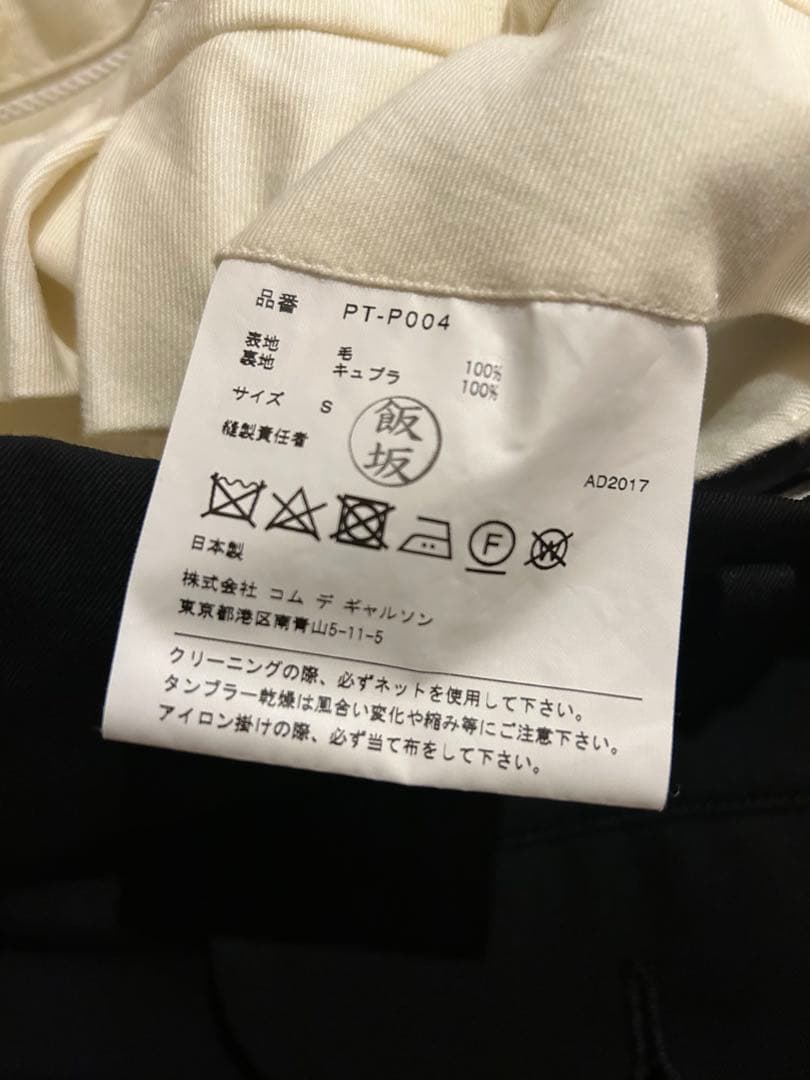 品番 PT-P004
表地 毛 100%
裏地 キュプラ 100%
サイズ S
縫製責任者 飯坂
AD2017
F W
日本製
株式会社 コム デ ギャルソン
東京都港区南青山5-11-5
クリーニングの際、必ずネットを使用して下さい。
タンブラー乾燥は風合い変化や縮み等にご注意下さい。
アイロン掛けの際、必ず当て布をして下さい。